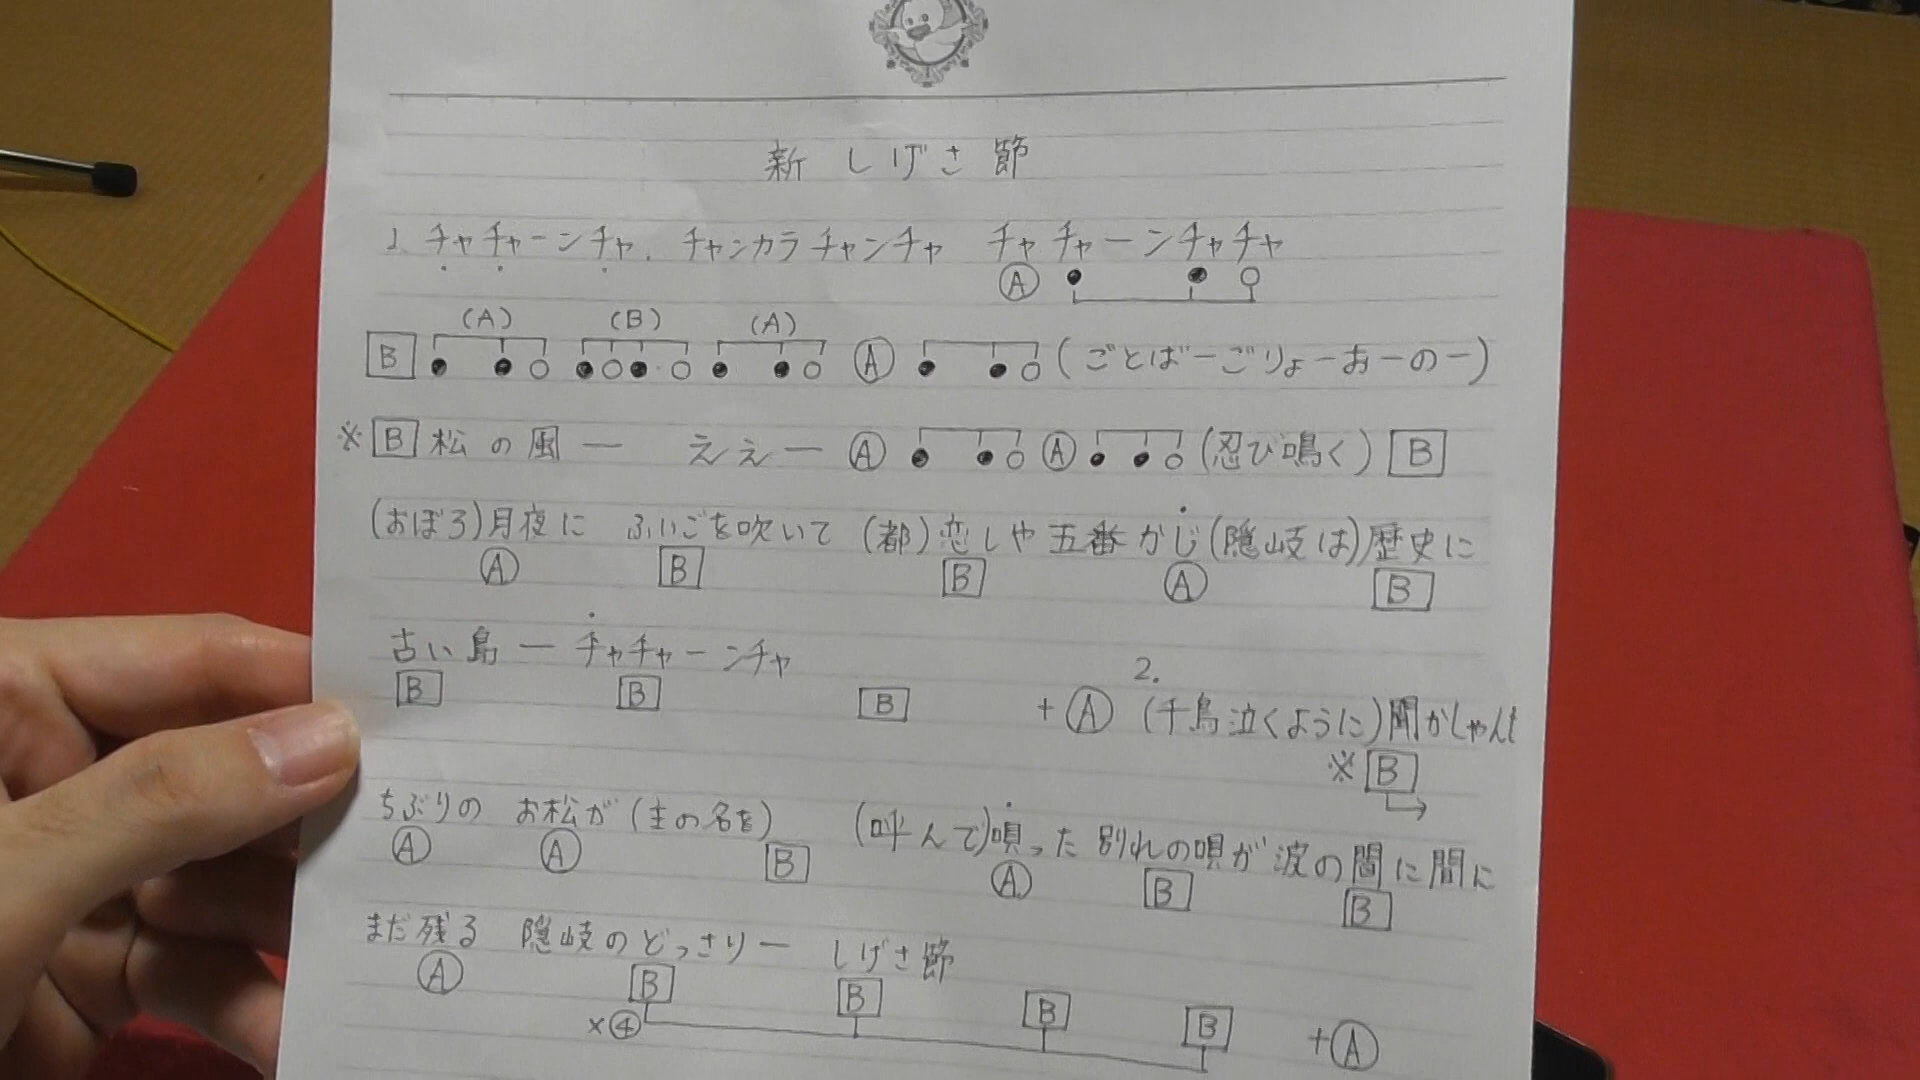 新 しげさ 節
1. チャチャーンチャ. チャンカラチャンチャ チャチャーンチャチャ
Ⓐ ● ● ○
(A) (B) (A)
B ● ● ○ ●○●・○ ● ●○ Ⓐ ● ●○ (ごとばーごりょーおーのー)
※ B 松の風ー ええー Ⓐ ● ●○ Ⓐ ● ●○ (忍び鳴く) B
(おぼろ)月夜に ふいごを吹いて (都)恋しや 五番かじ(隠岐は)歴史に
Ⓐ B B Ⓐ B
古い島ー チャチャーンチャ
B B B
2.
+Ⓐ (千鳥泣くように)聞かしゃんせ
※ B
ちぶりの お松が(主の名を) (呼んで)唄った 別れの唄が 波の間に間に
Ⓐ Ⓐ B Ⓐ B B
まだ残る 隠岐のどっさりー しげさ節
Ⓐ B B B B +Ⓐ
×④